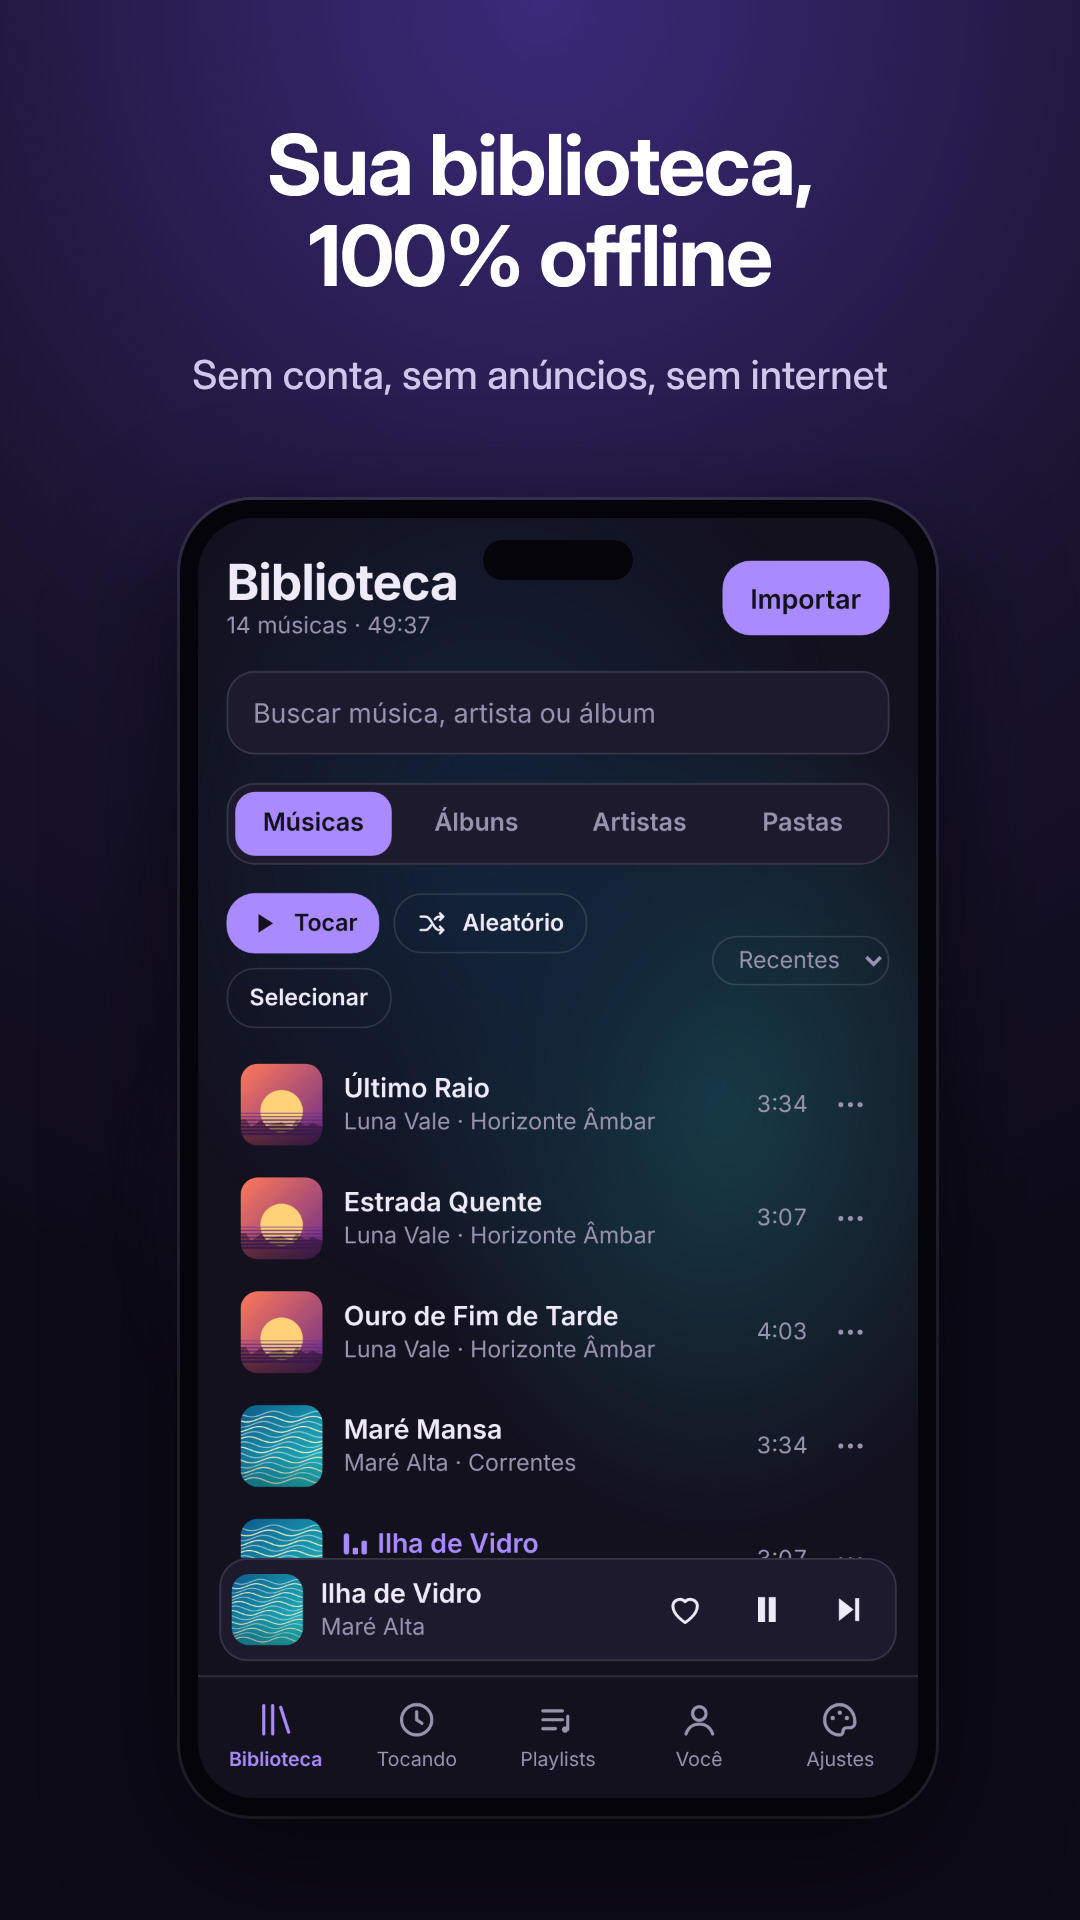 Sua biblioteca,
100% offline
Sem conta, sem anúncios, sem internet
Biblioteca
14 músicas · 49:37
Importar
Buscar música, artista ou álbum
Músicas
Álbuns
Artistas
Pastas
Tocar
Aleatório
Recentes
Selecionar
Último Raio
Luna Vale · Horizonte Âmbar
3:34
Estrada Quente
Luna Vale · Horizonte Âmbar
3:07
Ouro de Fim de Tarde
Luna Vale · Horizonte Âmbar
4:03
Maré Mansa
Maré Alta · Correntes
3:34
Ilha de Vidro
3:07
Ilha de Vidro
Maré Alta
Biblioteca
Tocando
Playlists
Você
Ajustes